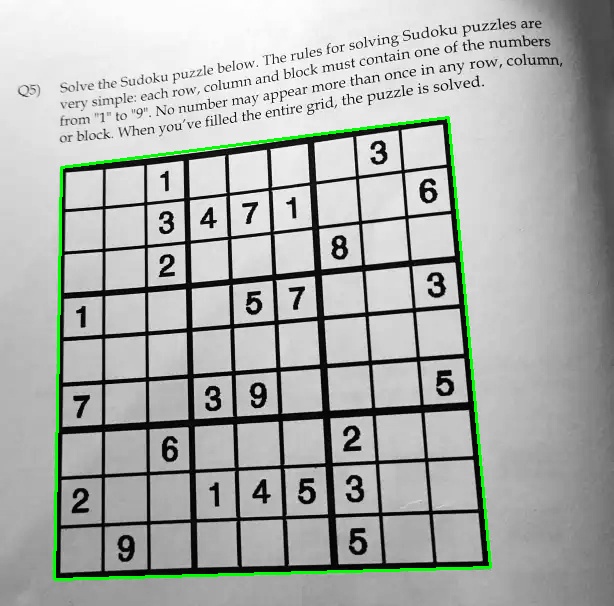 Q5) Solve the Sudoku puzzle below. The rules for solving Sudoku puzzles are
very simple: each row, column and block must contain one of the numbers
from "1" to "9". No number may appear more than once in any row, column,
or block. When you've filled the entire grid, the puzzle is solved.
1 3
3 4 7 1 6
2 8
1 5 7 3
7 3 9 5
6 2
2 1 4 5 3
9 5